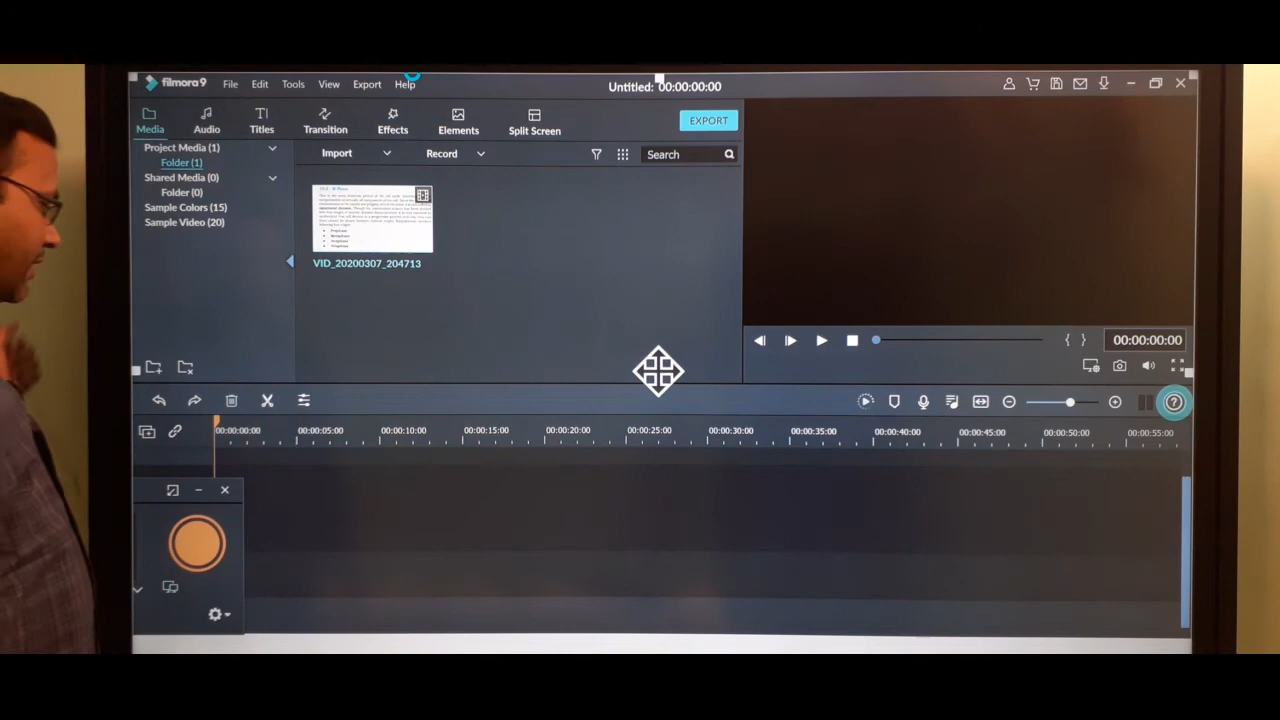 filmora9 File Edit Tools View Export Help Untitled: 00:00:00:00
Media Audio Titles Transition Effects Elements Split Screen EXPORT
Project Media (1)
Folder (1)
Shared Media (0)
Folder (0)
Sample Colors (15)
Sample Video (20)
Import Record Search
VID_20200307_204713
00:00:00:00
00:00:00:00 00:00:05:00 00:00:10:00 00:00:15:00 00:00:20:00 00:00:25:00 00:00:30:00 00:00:35:00 00:00:40:00 00:00:45:00 00:00:50:00 00:00:55:00